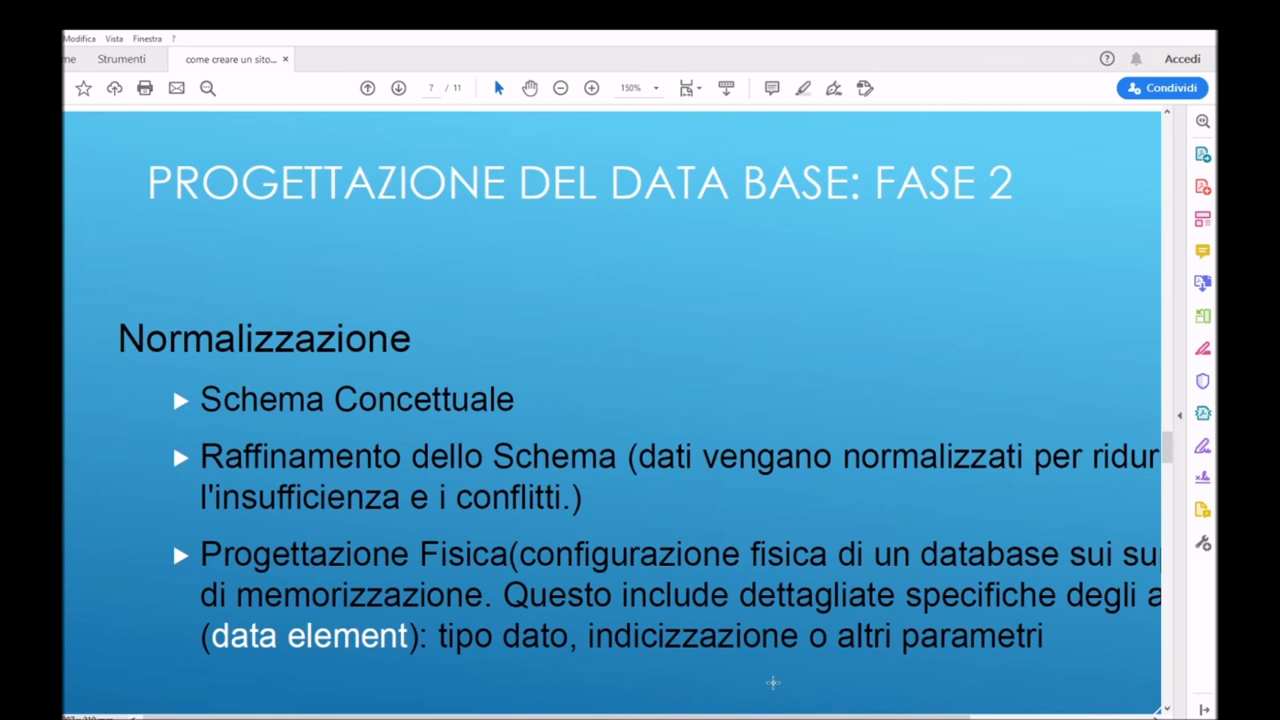 Modifica Vista Finestra ?
Strumenti come creare un sito... × Accedi
7 / 11 150% Condividi
PROGETTAZIONE DEL DATA BASE: FASE 2
Normalizzazione
Schema Concettuale
Raffinamento dello Schema (dati vengano normalizzati per ridur
l'insufficienza e i conflitti.)
Progettazione Fisica(configurazione fisica di un database sui
di memorizzazione. Questo include dettagliate specifiche degli
(data element): tipo dato, indicizzazione o altri parametri